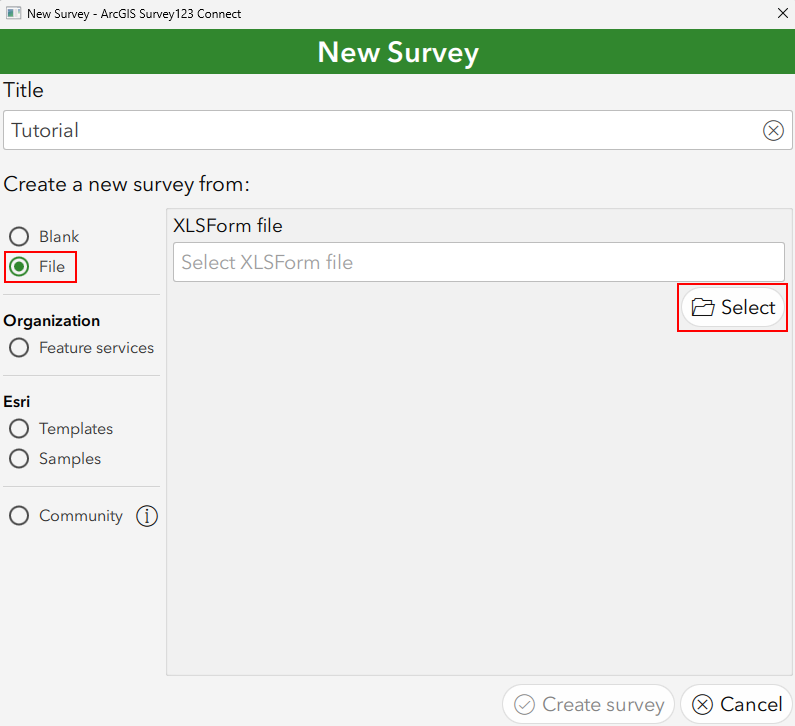 New Survey - ArcGIS Survey123 Connect
New Survey
Title
Tutorial
Create a new survey from:
Blank
File
Organization
Feature services
Esri
Templates
Samples
Community
XLSForm file
Select XLSForm file
Select
Create survey
Cancel